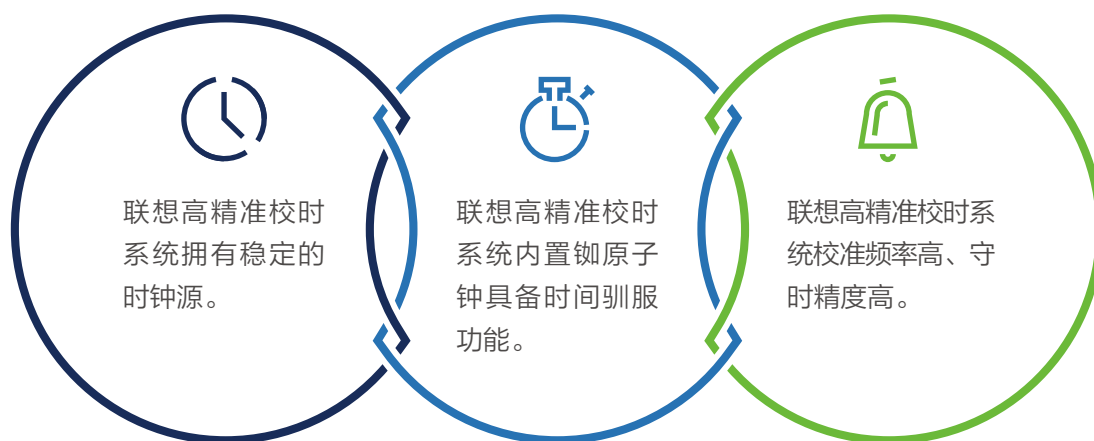 联想高精准校时
系统拥有稳定的
时钟源。
联想高精准校时
系统内置铷原子
钟具备时间驯服
功能。
联想高精准校时系
统校准频率高、守
时精度高。